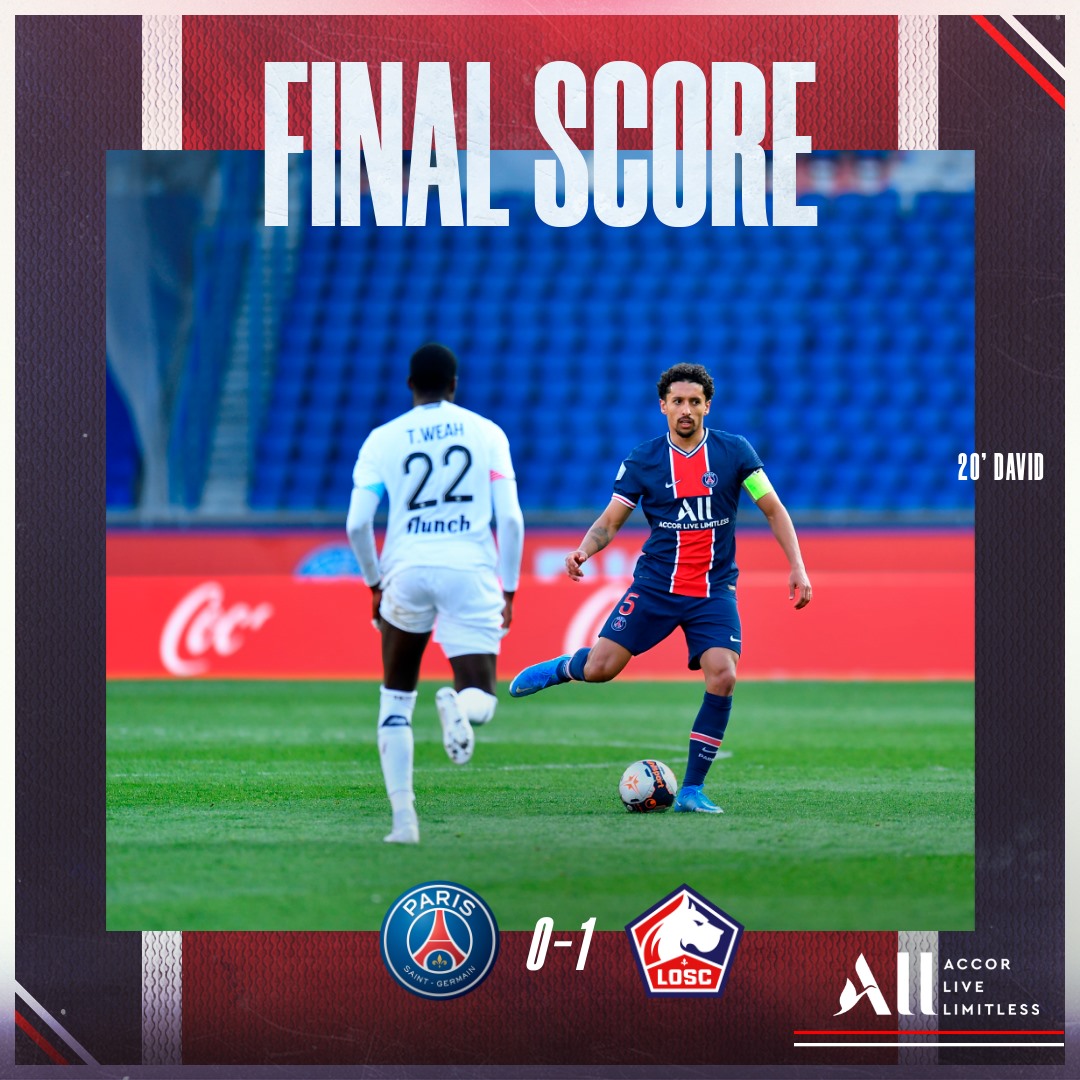 FINAL SCORE
20' DAVID
T.WEAH
22
flunch
ALL
ACCOR LIVE LIMITLESS
5
PARIS
SAINT-GERMAIN
0-1
LOSC
ALL
ACCOR
LIVE
LIMITLESS